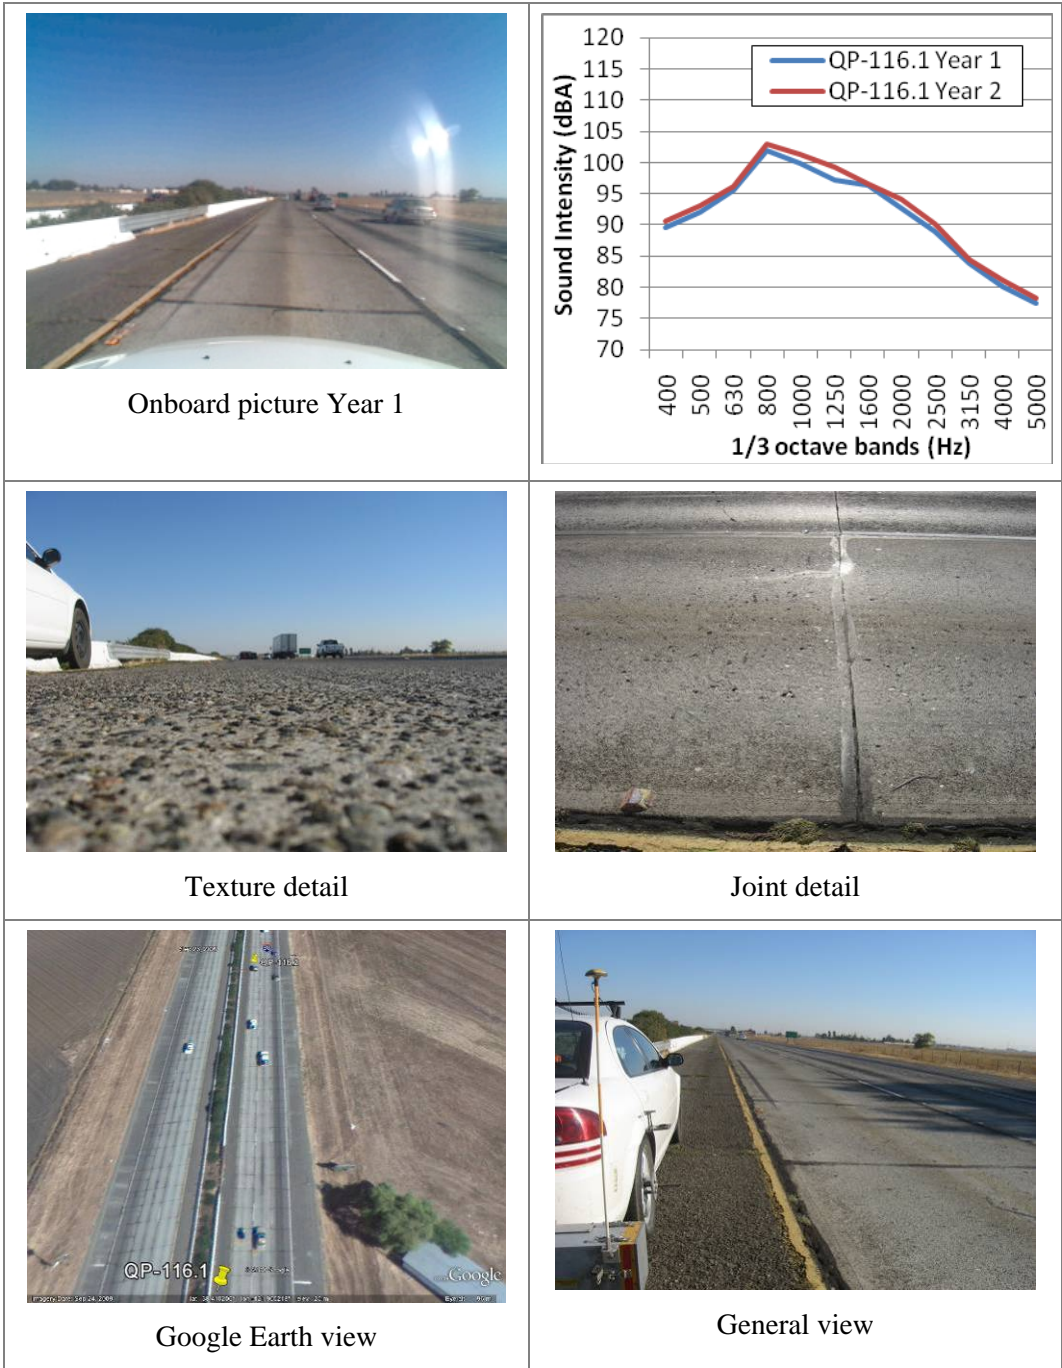 Onboard picture Year 1
120
115
110
105
100
95
90
85
80
75
70
Sound Intensity (dBA)
QP-116.1 Year 1
QP-116.1 Year 2
400
500
630
800
1000
1250
1600
2000
2500
3150
4000
5000
1/3 octave bands (Hz)
Texture detail
Joint detail
QP-116.1
Google
Google Earth view
General view